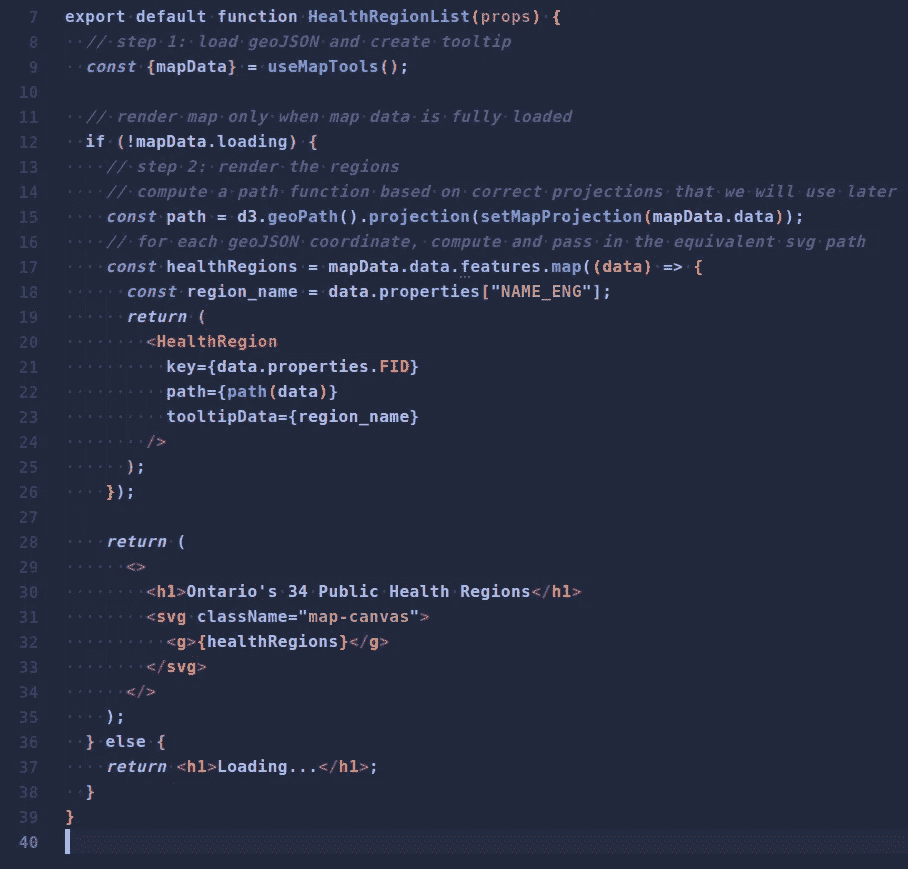 7 export default function HealthRegionList(props) {
8   // step 1: load geoJSON and create tooltip
9   const {mapData} = useMapTools();
10
11   // render map only when map data is fully loaded
12   if (!mapData.loading) {
13     // step 2: render the regions
14     // compute a path function based on correct projections that we will use later
15     const path = d3.geoPath().projection(setMapProjection(mapData.data));
16     // for each geoJSON coordinate, compute and pass in the equivalent svg path
17     const healthRegions = mapData.data.features.map((data) => {
18       const region_name = data.properties["NAME_ENG"];
19       return (
20         <HealthRegion
21           key={data.properties.FID}
22           path={path(data)}
23           tooltipData={region_name}
24         />
25       );
26     });
27
28     return (
29       <>
30         <h1>Ontario's 34 Public Health Regions</h1>
31         <svg className="map-canvas">
32           <g>{healthRegions}</g>
33         </svg>
34       </>
35     );
36   } else {
37     return <h1>Loading...</h1>;
38   }
39 }
40